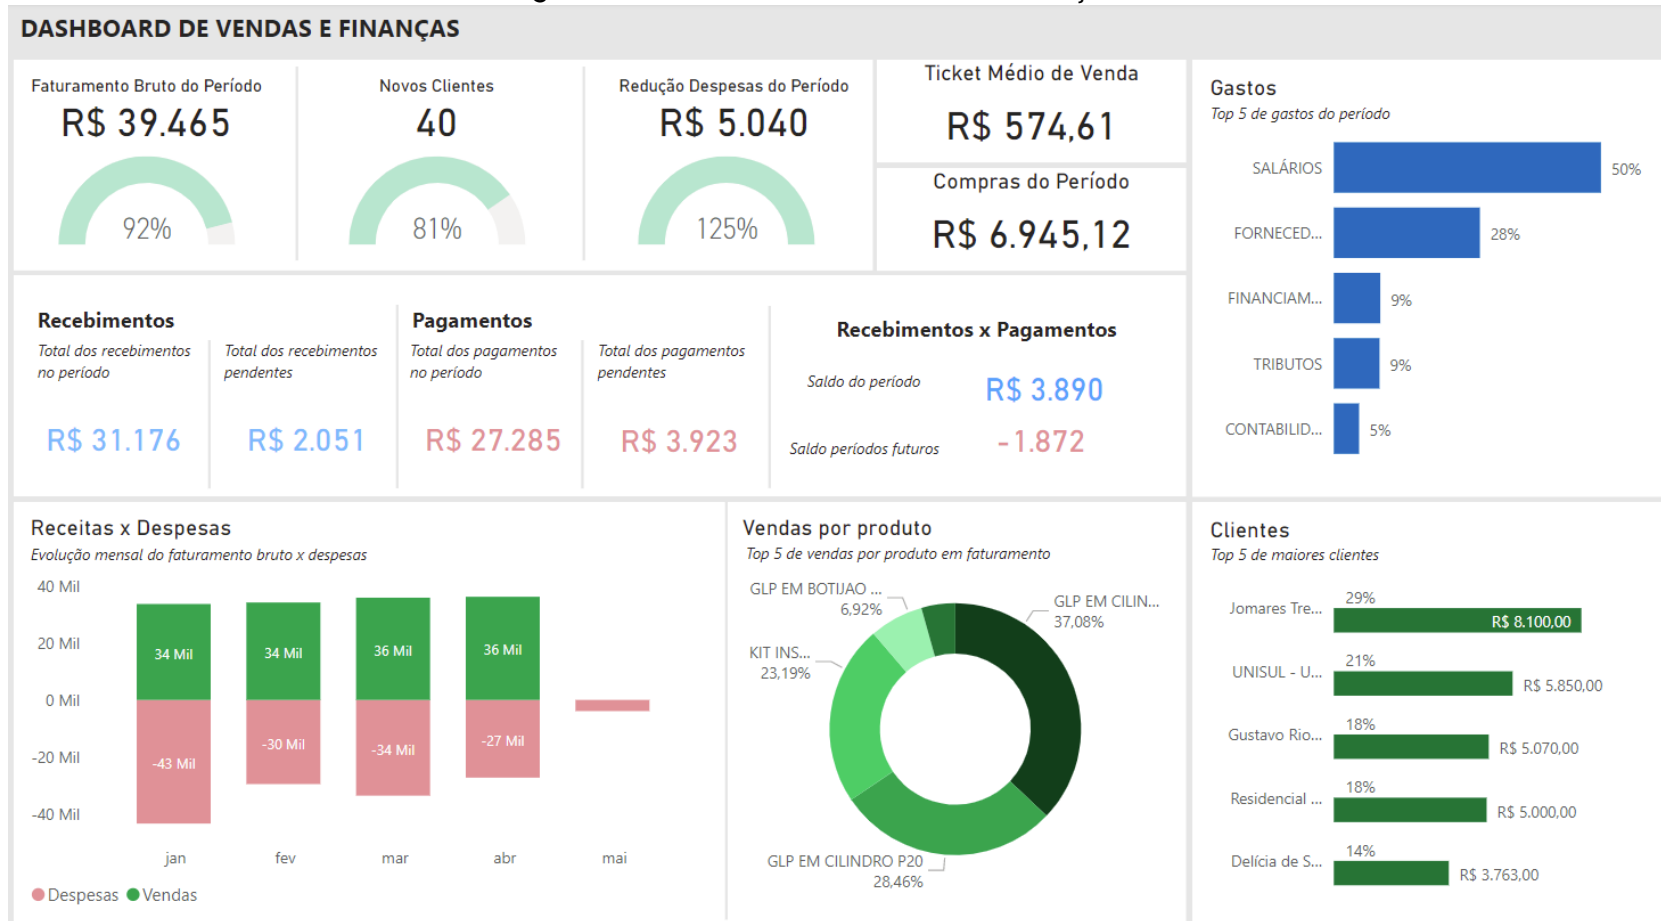 DASHBOARD DE VENDAS E FINANÇAS
Faturamento Bruto do Período
R$ 39.465
92%
Novos Clientes
40
81%
Redução Despesas do Período
R$ 5.040
125%
Ticket Médio de Venda
R$ 574,61
Compras do Período
R$ 6.945,12
Gastos
Top 5 de gastos do período
SALÁRIOS 50%
FORNECED... 28%
FINANCIAM... 9%
TRIBUTOS 9%
CONTABILID... 5%
Recebimentos
Total dos recebimentos
no período
R$ 31.176
Total dos recebimentos
pendentes
R$ 2.051
Pagamentos
Total dos pagamentos
no período
R$ 27.285
Total dos pagamentos
pendentes
R$ 3.923
Recebimentos x Pagamentos
Saldo do período R$ 3.890
Saldo períodos futuros -1.872
Receitas x Despesas
Evolução mensal do faturamento bruto x despesas
40 Mil
20 Mil
0 Mil
-20 Mil
-40 Mil
34 Mil
34 Mil
36 Mil
36 Mil
-43 Mil
-30 Mil
-34 Mil
-27 Mil
jan fev mar abr mai
Despesas Vendas
Vendas por produto
Top 5 de vendas por produto em faturamento
GLP EM BOTIJAO ...
6,92%
GLP EM CILIN...
37,08%
KIT INS...
23,19%
GLP EM CILINDRO P20
28,46%
Clientes
Top 5 de maiores clientes
Jomares Tre... 29% R$ 8.100,00
UNISUL - U... 21% R$ 5.850,00
Gustavo Rio... 18% R$ 5.070,00
Residencial ... 18% R$ 5.000,00
Delícia de S... 14% R$ 3.763,00